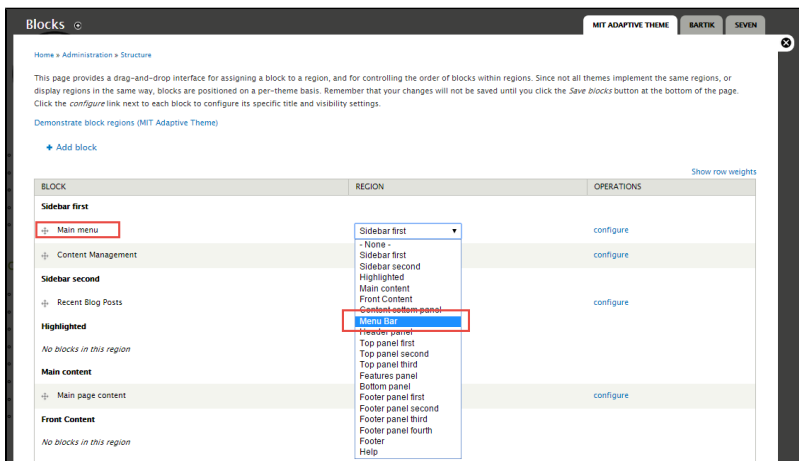 Blocks
MIT ADAPTIVE THEME BARTIK SEVEN
Home » Administration » Structure
This page provides a drag-and-drop interface for assigning a block to a region, and for controlling the order of blocks within regions. Since not all themes implement the same regions, or
display regions in the same way, blocks are positioned on a per-theme basis. Remember that your changes will not be saved until you click the Save blocks button at the bottom of the page.
Click the configure link next to each block to configure its specific title and visibility settings.
Demonstrate block regions (MIT Adaptive Theme)
+ Add block
Show row weights
BLOCK REGION OPERATIONS
Sidebar first
Main menu Sidebar first configure
- None -
Content Management Sidebar first configure
Sidebar second
Sidebar second Highlighted
Main content
Recent Blog Posts Front Content configure
Content bottom panel
Highlighted Menu Bar
Header panel
No blocks in this region Top panel first
Top panel second
Main content Top panel third
Features panel
Bottom panel
Main page content Footer panel first configure
Footer panel second
Front Content Footer panel third
Footer panel fourth
No blocks in this region Footer
Help